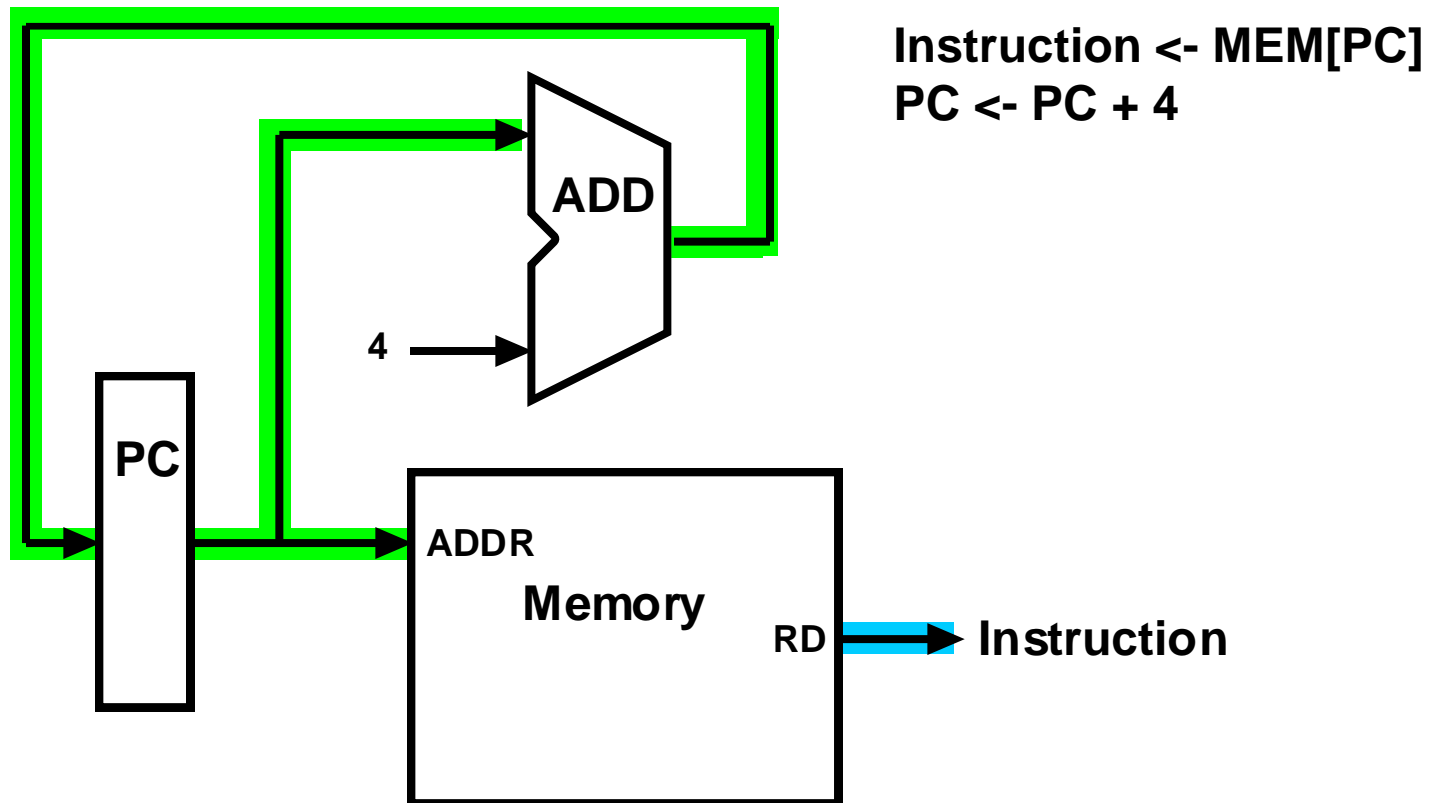 Instruction <- MEM[PC]
PC <- PC + 4
ADD
4
PC
ADDR
Memory
RD
Instruction